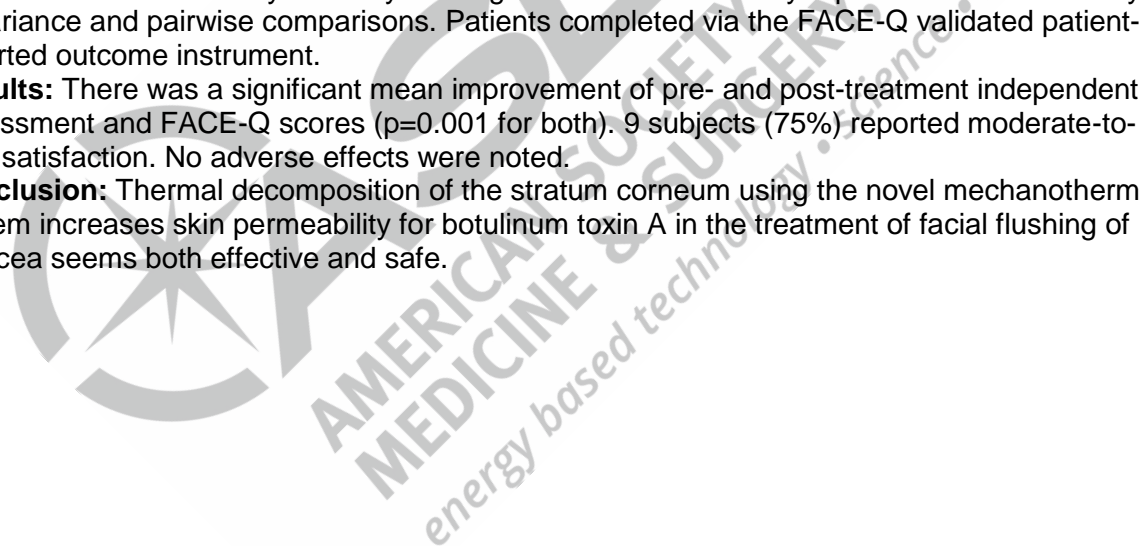 ariance and pairwise comparisons. Patients completed via the FACE-Q validated patient-
rted outcome instrument.
ults: There was a significant mean improvement of pre- and post-treatment independent
ssment and FACE-Q scores (p=0.001 for both). 9 subjects (75%) reported moderate-to-
satisfaction. No adverse effects were noted.
clusion: Thermal decomposition of the stratum corneum using the novel mechanotherm
em increases skin permeability for botulinum toxin A in the treatment of facial flushing of
cea seems both effective and safe.
AMERICAN SOCIETY
MEDICINE & SURGERY
energy based technology • science •